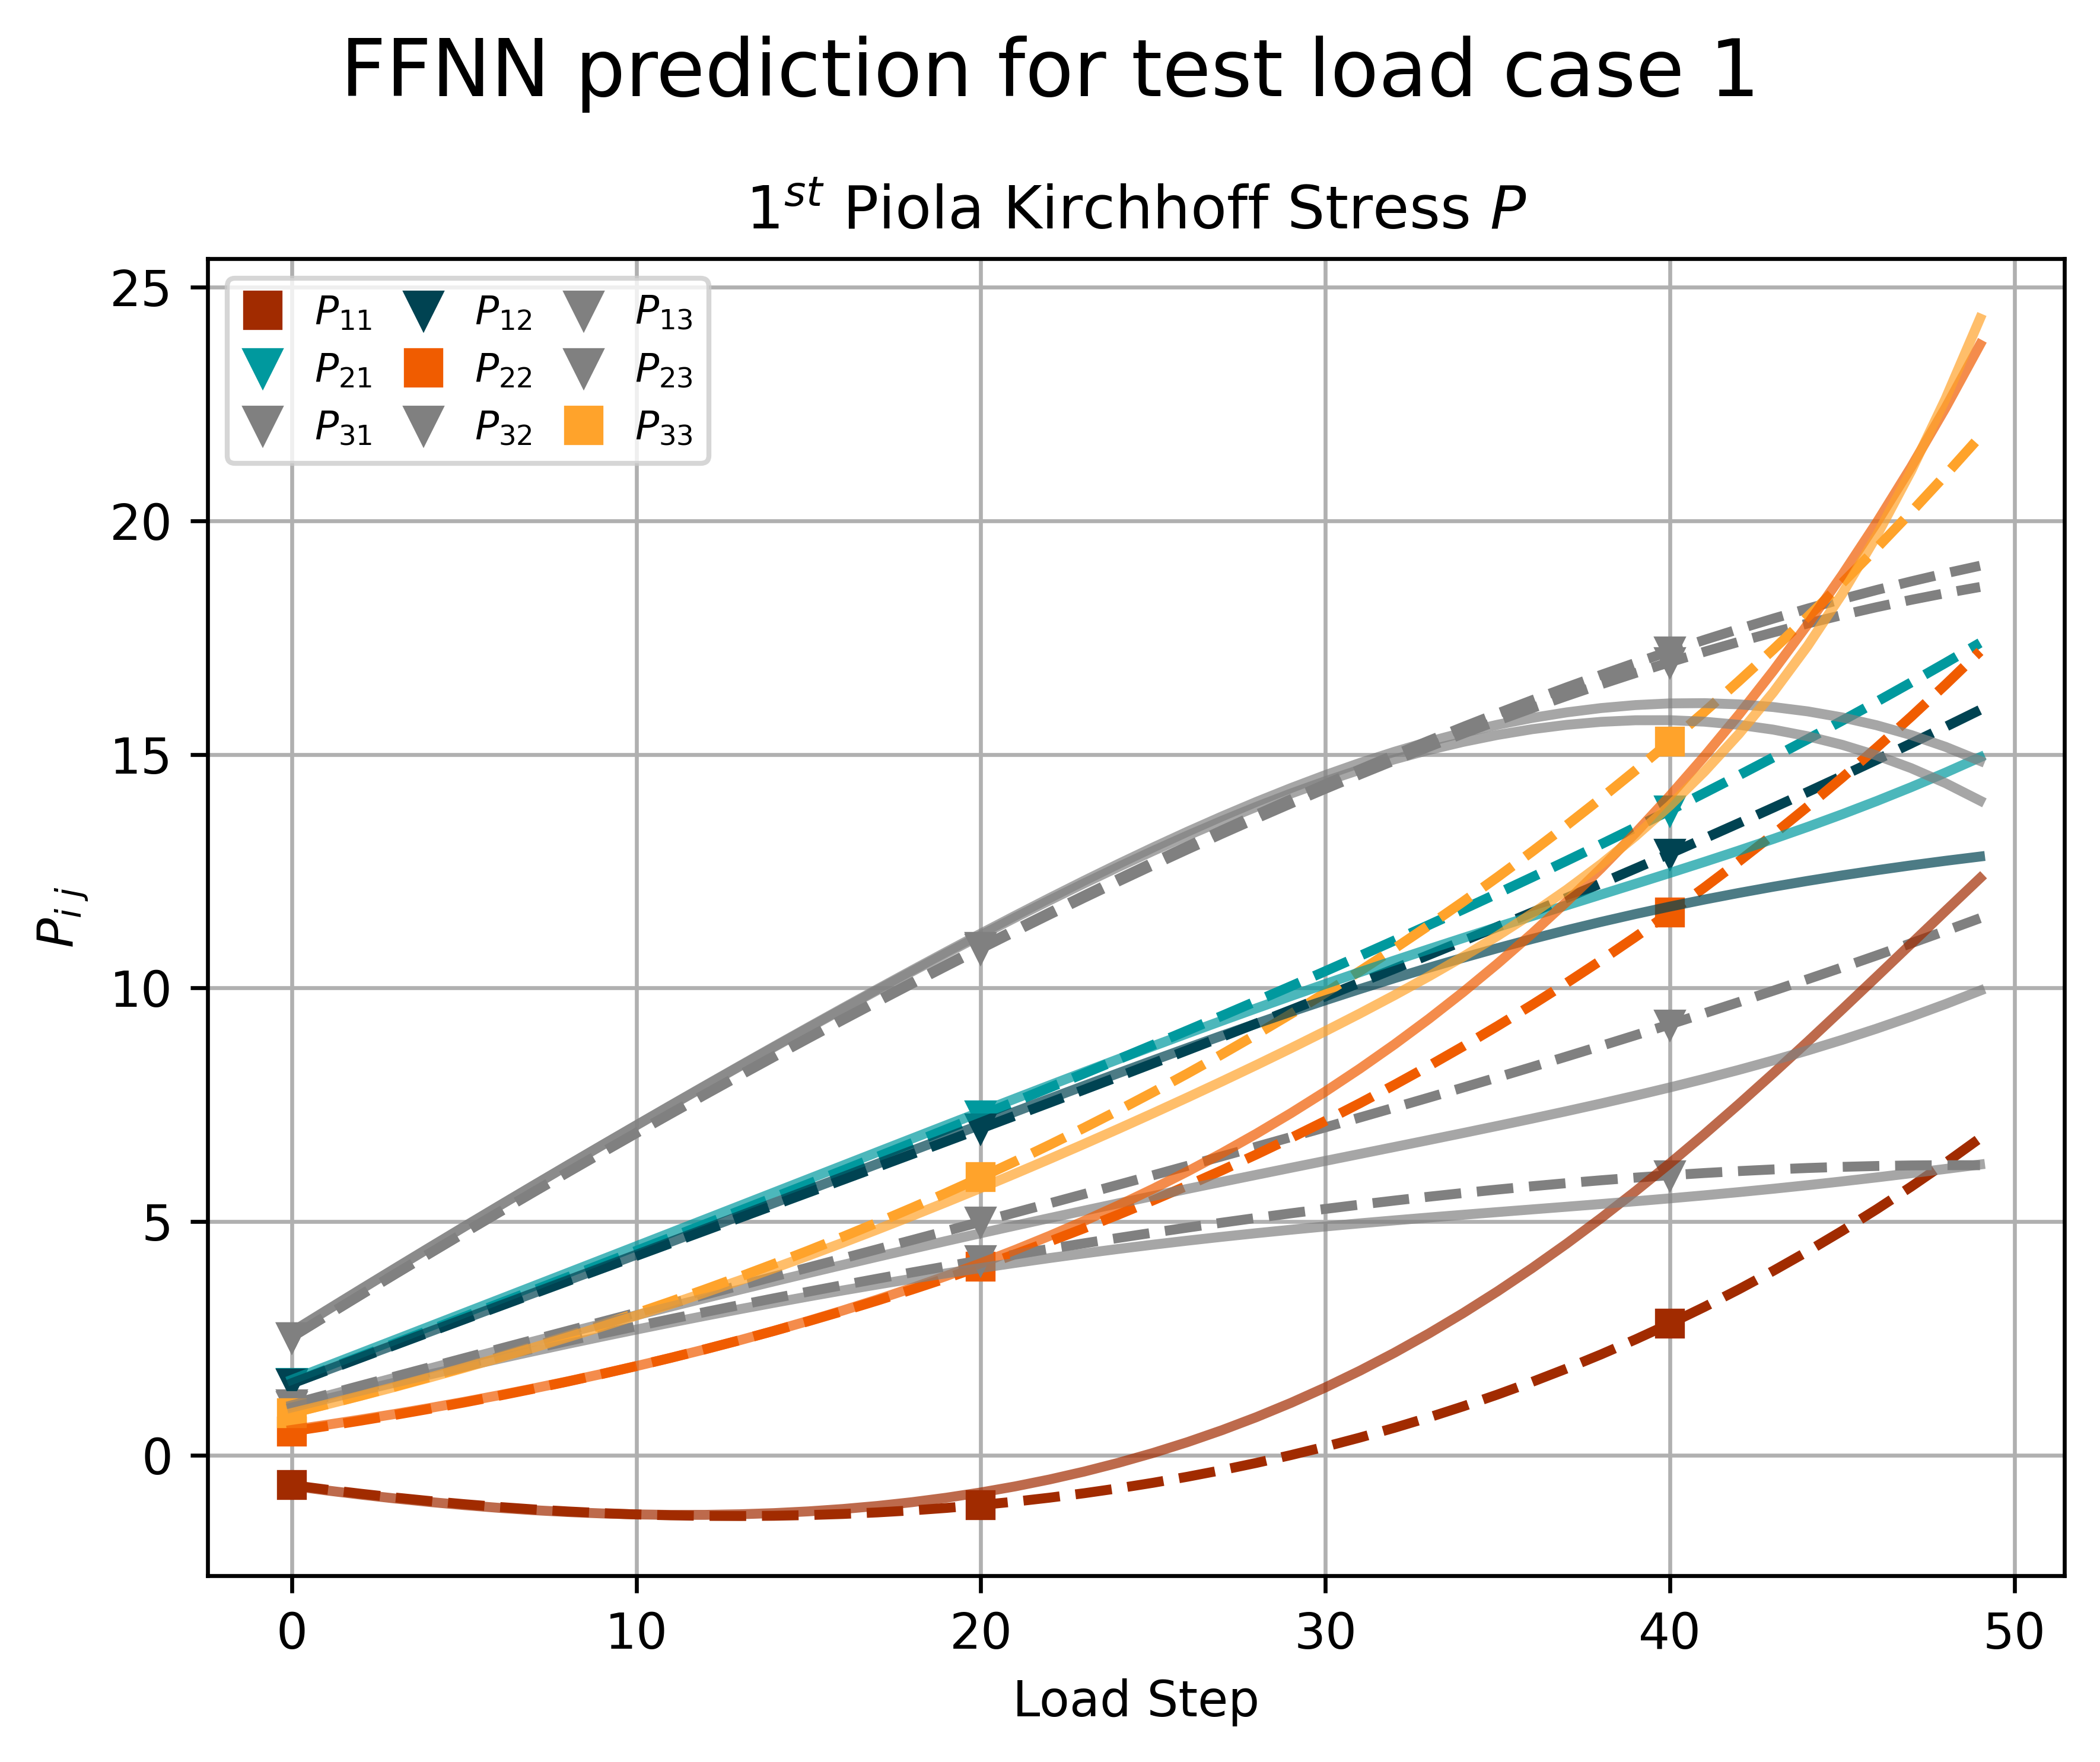 FFNN prediction for test load case 1
1st Piola Kirchhoff Stress P
P11 P12 P13
P21 P22 P23
P31 P32 P33
25
20
15
10
5
0
Pij
0 10 20 30 40 50
Load Step